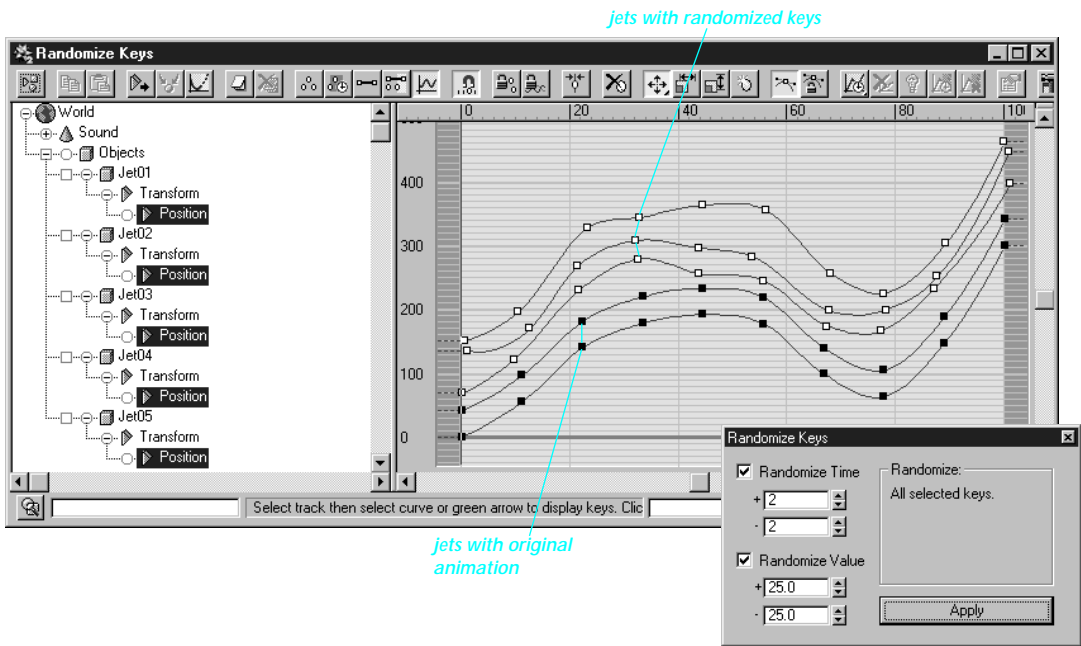 jets with randomized keys
Randomize Keys
World
Sound
Objects
Jet01
Transform
Position
Jet02
Transform
Position
Jet03
Transform
Position
Jet04
Transform
Position
Jet05
Transform
Position
0 20 40 60 80
400
300
200
100
0
Select track then select curve or green arrow to display keys. Clic
jets with original
animation
Randomize Keys
Randomize Time
+ 2
- 2
Randomize Value
+ 25.0
- 25.0
Randomize:
All selected keys.
Apply